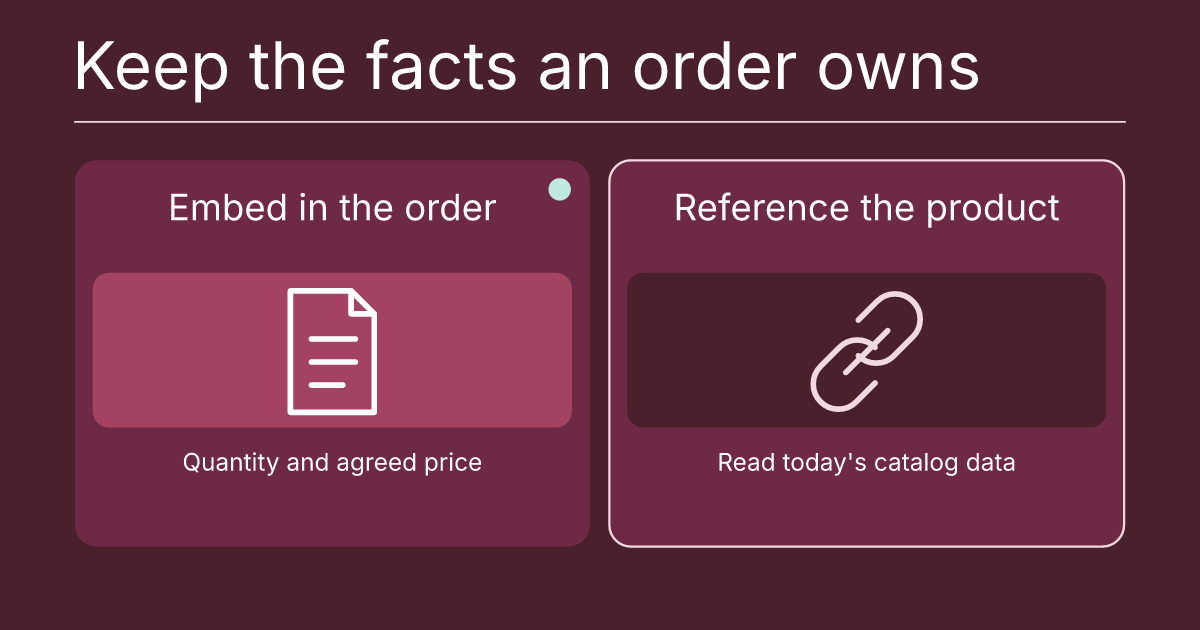 Keep the facts an order owns
Embed in the order
Reference the product
Quantity and agreed price
Read today's catalog data